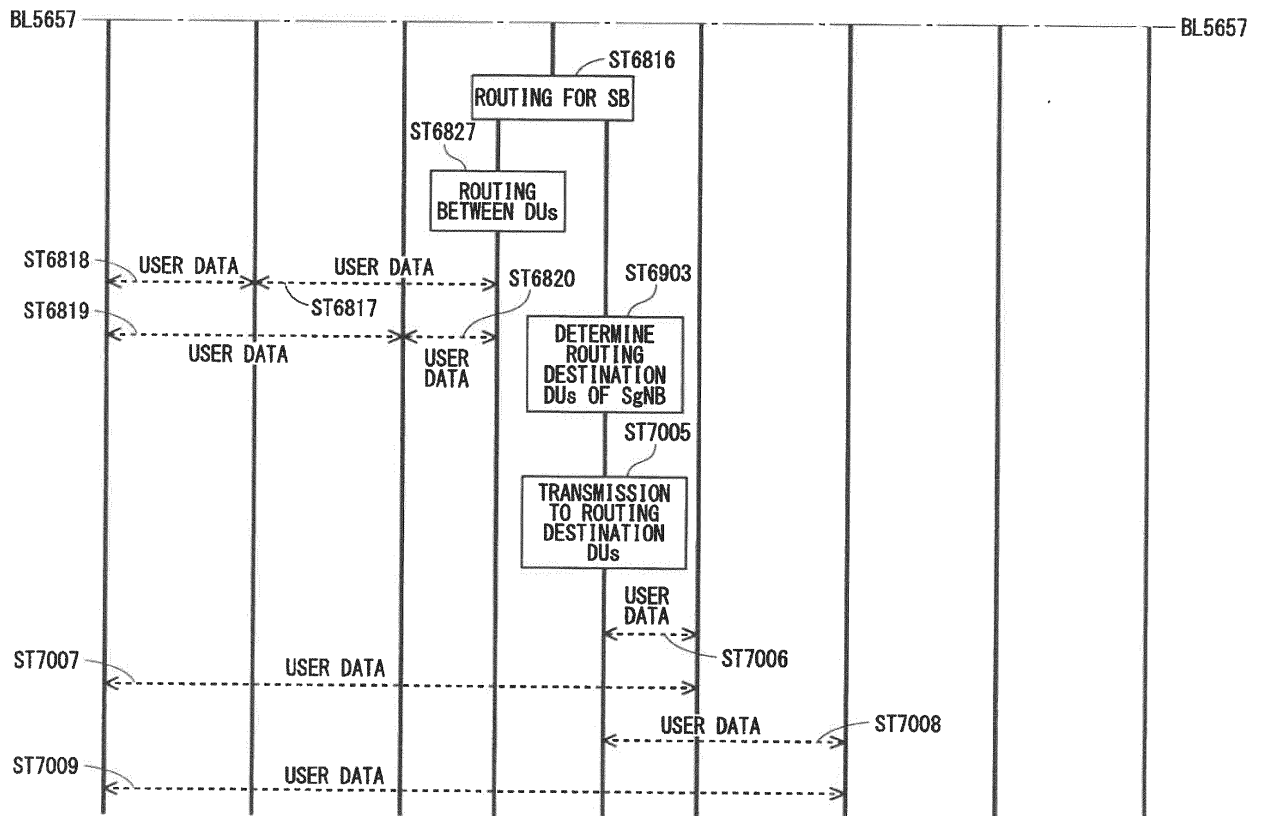 BL5657
BL5657
ST6816
ROUTING FOR SB
ST6827
ROUTING
BETWEEN DUs
ST6818
USER DATA
USER DATA
ST6820
ST6903
ST6817
ST6819
USER DATA
USER
DATA
DETERMINE
ROUTING
DESTINATION
DUs OF SgNB
ST7005
TRANSMISSION
TO ROUTING
DESTINATION
DUs
USER
DATA
ST7006
ST7007
USER DATA
USER DATA
ST7008
ST7009
USER DATA